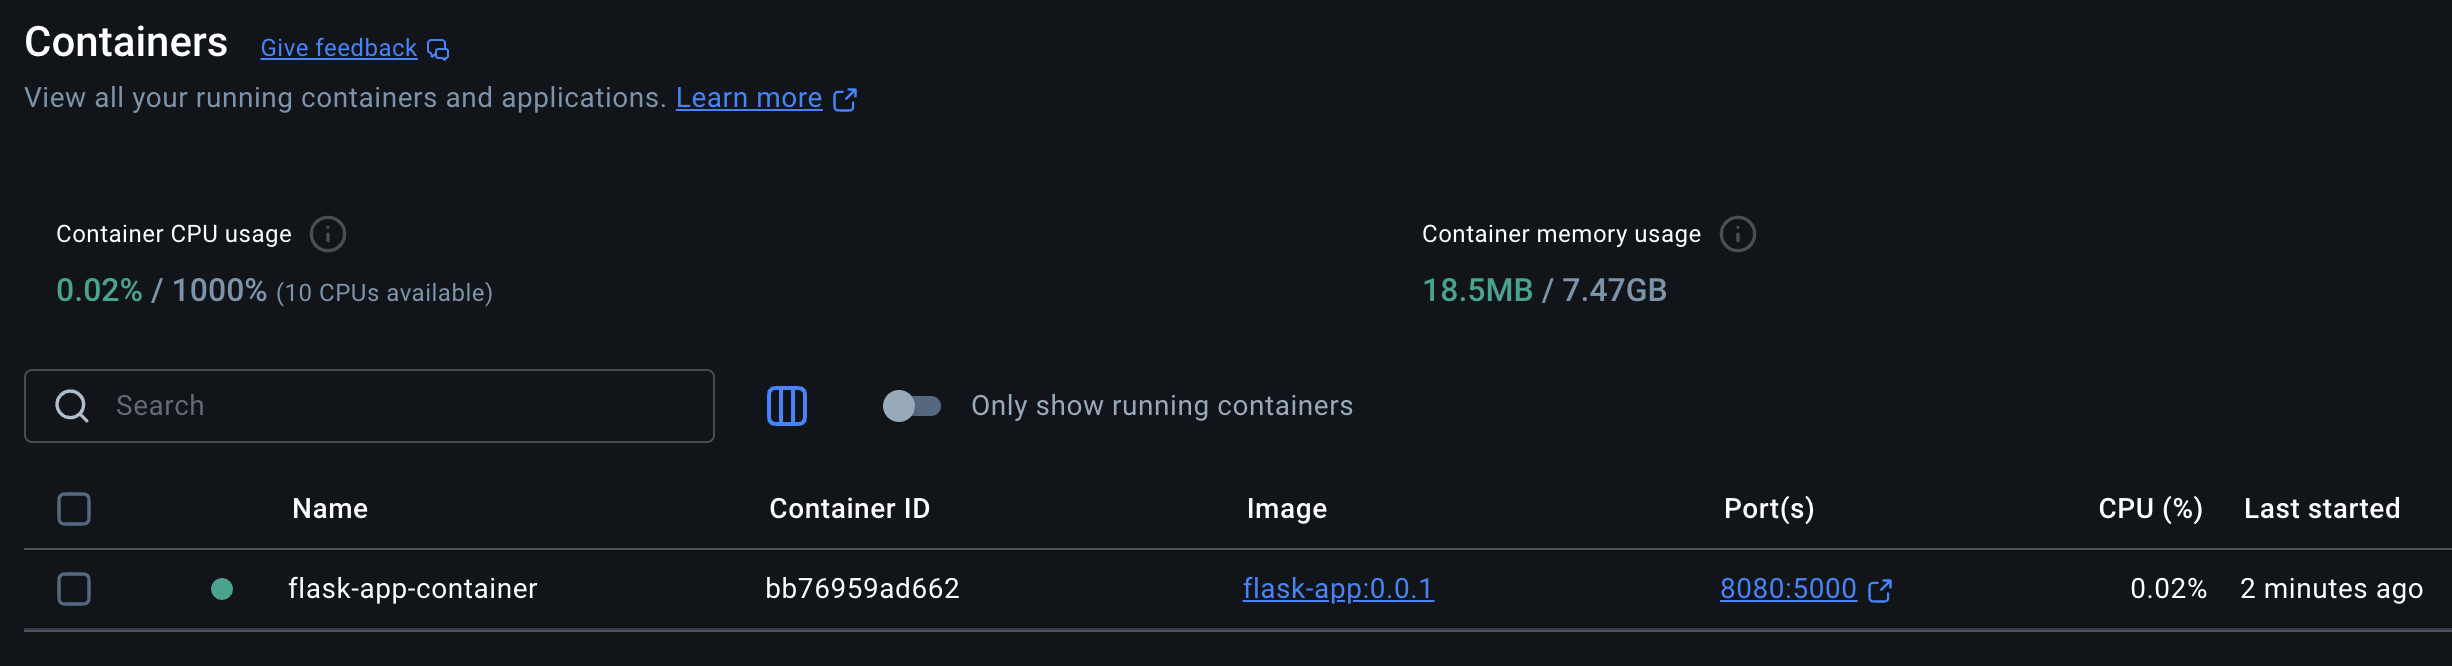 Containers Give feedback
View all your running containers and applications. Learn more
Container CPU usage Container memory usage
0.02% / 1000% (10 CPUs available) 18.5MB / 7.47GB
Search Only show running containers
Name Container ID Image Port(s) CPU (%) Last started
flask-app-container bb76959ad662 flask-app:0.0.1 8080:5000 0.02% 2 minutes ago